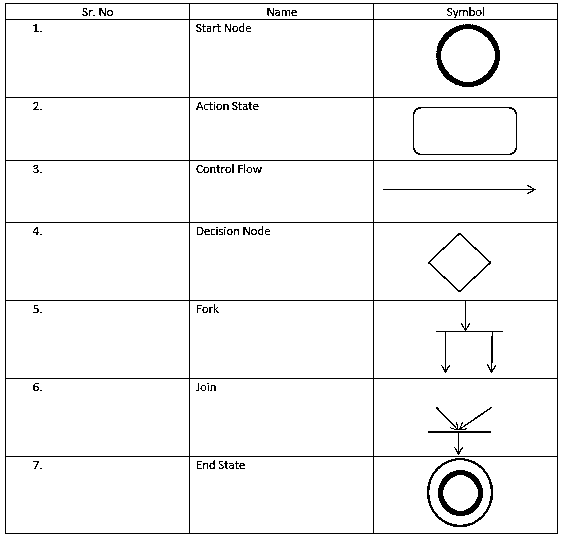 Sr. No Name Symbol
1. Start Node
2. Action State
3. Control Flow
4. Decision Node
5. Fork
6. Join
7. End State